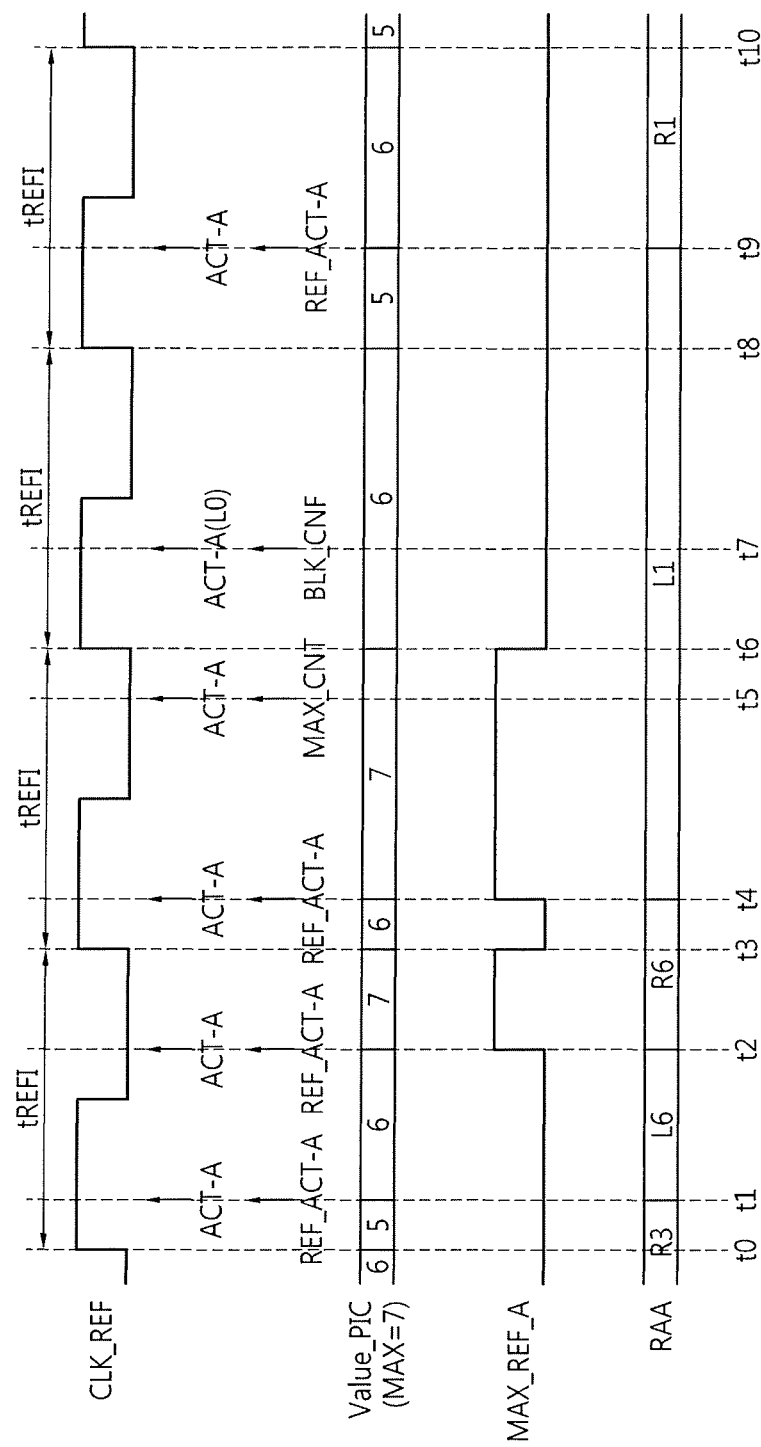 CLK_REF
tREFI tREFI tREFI tREFI
ACT-A ACT-A ACT-A ACT-A ACT-A(L0) ACT-A
REF_ACT-A REF_ACT-A REF_ACT-A MAX_CNT BLK_CNF REF_ACT-A
Value_PIC
(MAX=7)
6 5 6 7 6 7 6 5 6 5
MAX_REF_A
RAA
R3 L6 R6 L1 R1
t0 t1 t2 t3 t4 t5 t6 t7 t8 t9 t10